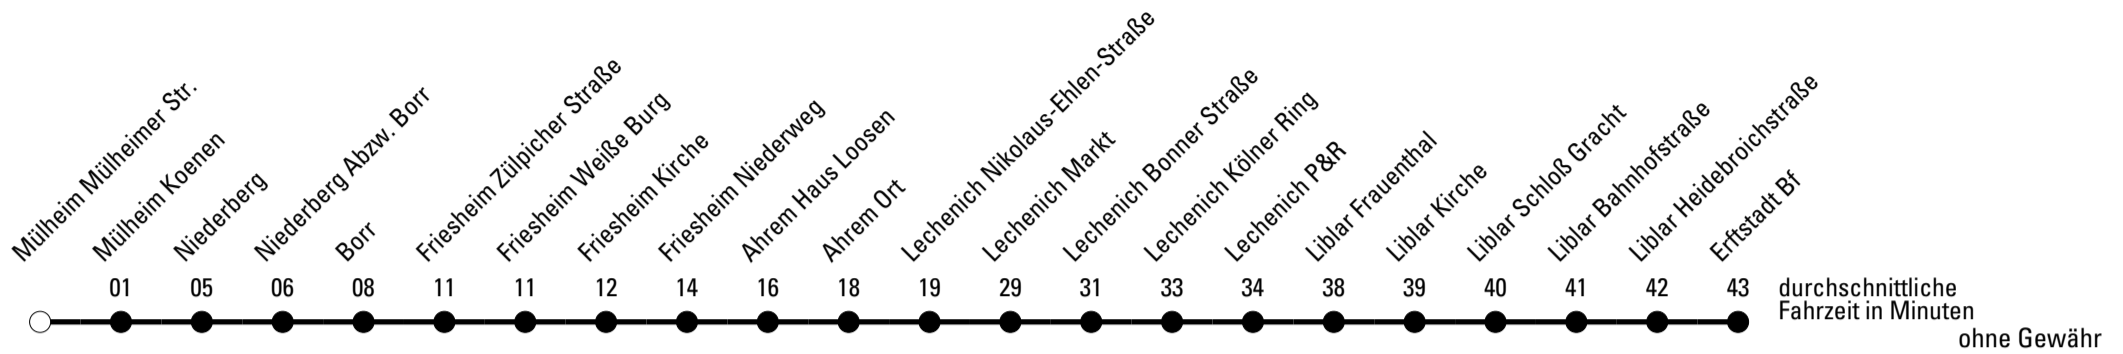 Mülheim Mülheimer Str.
Mülheim Koenen
Niederberg
Niederberg Abzw. Borr
Borr
Friesheim Zülpicher Straße
Friesheim Weiße Burg
Friesheim Kirche
Friesheim Niederweg
Ahrem Haus Loosen
Ahrem Ort
Lechenich Nikolaus-Ehlen-Straße
Lechenich Markt
Lechenich Bonner Straße
Lechenich Kölner Ring
Lechenich P&R
Liblar Frauenthal
Liblar Kirche
Liblar Schloß Gracht
Liblar Bahnhofstraße
Liblar Heidebroichstraße
Erftstadt Bf
01 05 06 08 11 11 12 14 16 18 19 29 31 33 34 38 39 40 41 42 43 durchschnittliche
Fahrzeit in Minuten
ohne Gewähr